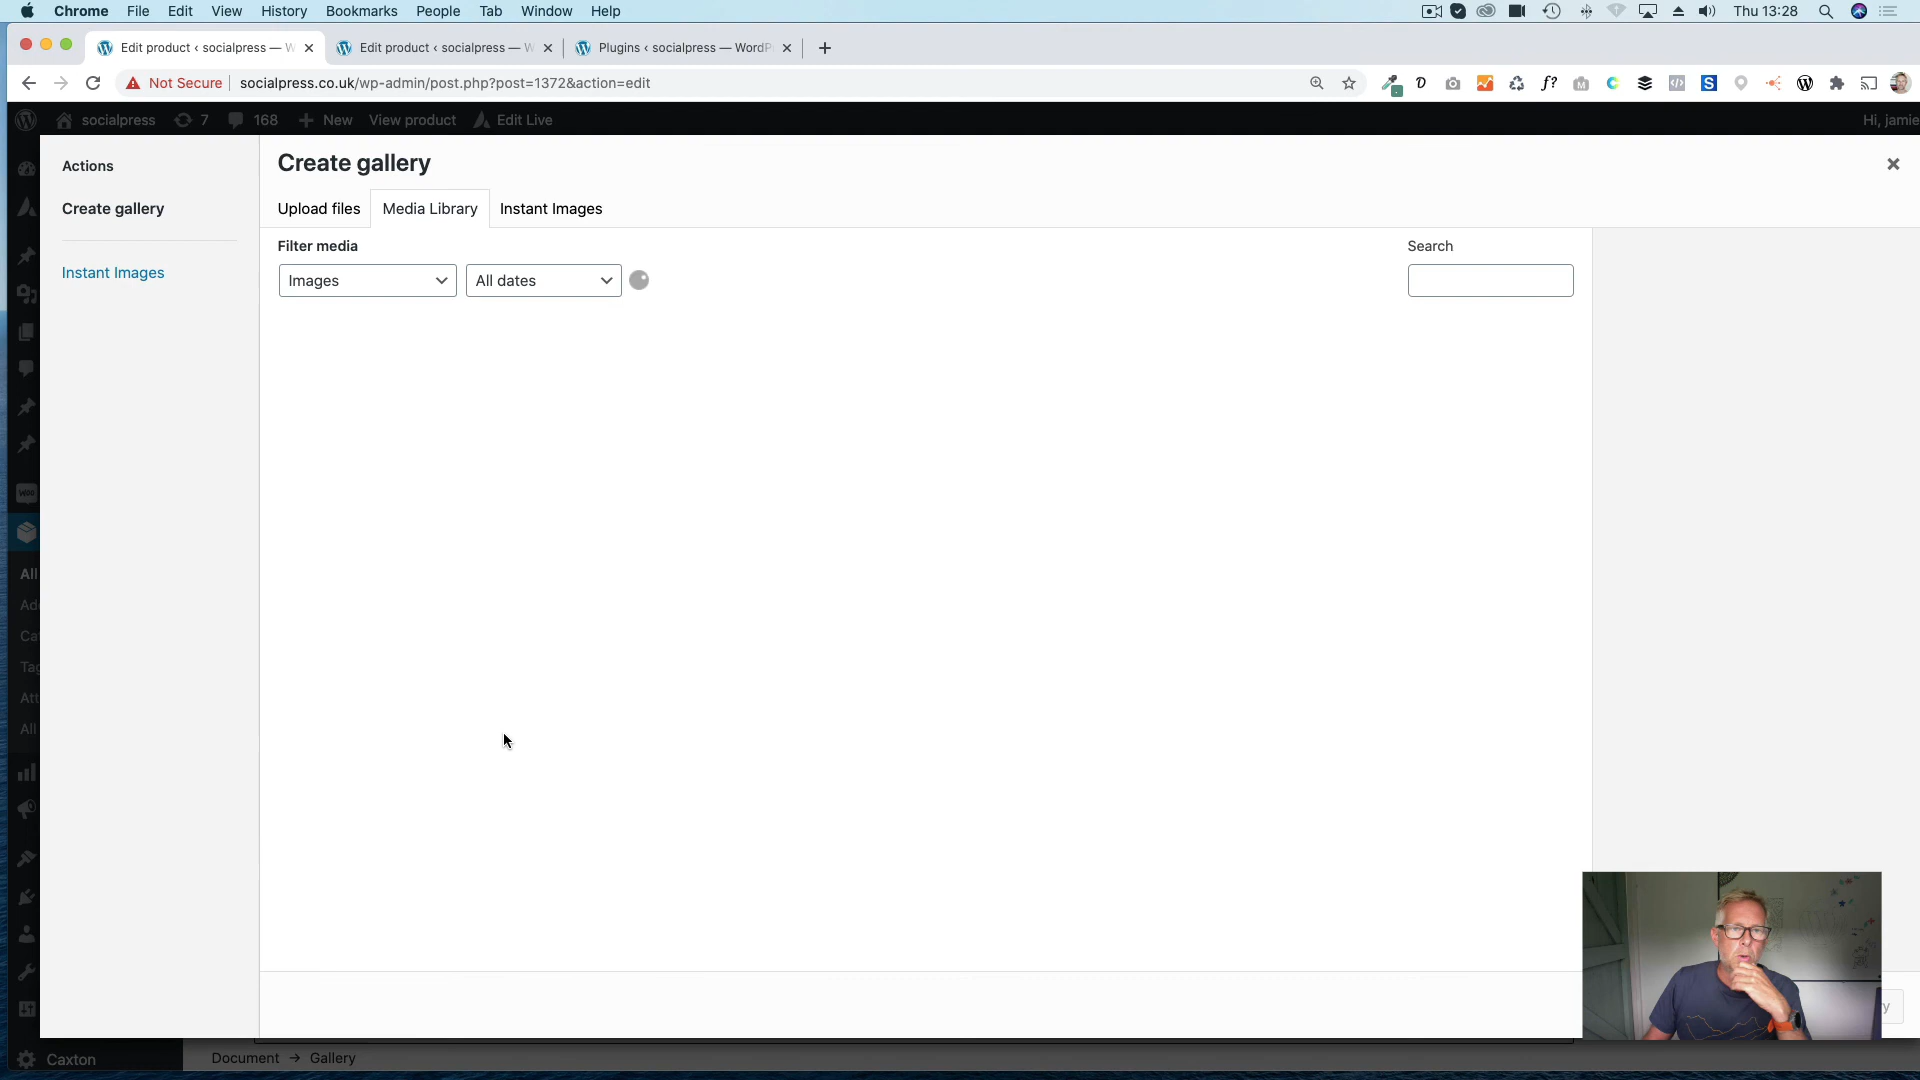 Chrome File Edit View History Bookmarks People Tab Window Help Thu 13:28
Edit product ‹ socialpress — W Edit product ‹ socialpress — W Plugins ‹ socialpress — WordP
Not Secure socialpress.co.uk/wp-admin/post.php?post=1372&action=edit
socialpress 7 168 New View product Edit Live Hi, jamie
Actions
Create gallery
Create gallery
Instant Images
Upload files Media Library Instant Images
Filter media
Search
Images All dates
WOO
All
Ad
Cat
Tag
Att
All
Caxton
Document → Gallery
y